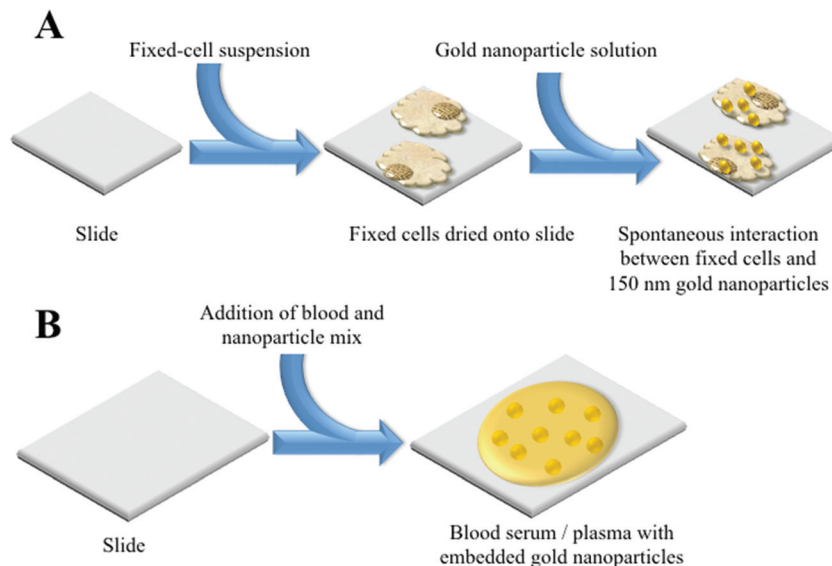 A
Fixed-cell suspension
Gold nanoparticle solution
Slide
Fixed cells dried onto slide
Spontaneous interaction
between fixed cells and
150 nm gold nanoparticles
B
Addition of blood and
nanoparticle mix
Slide
Blood serum / plasma with
embedded gold nanoparticles